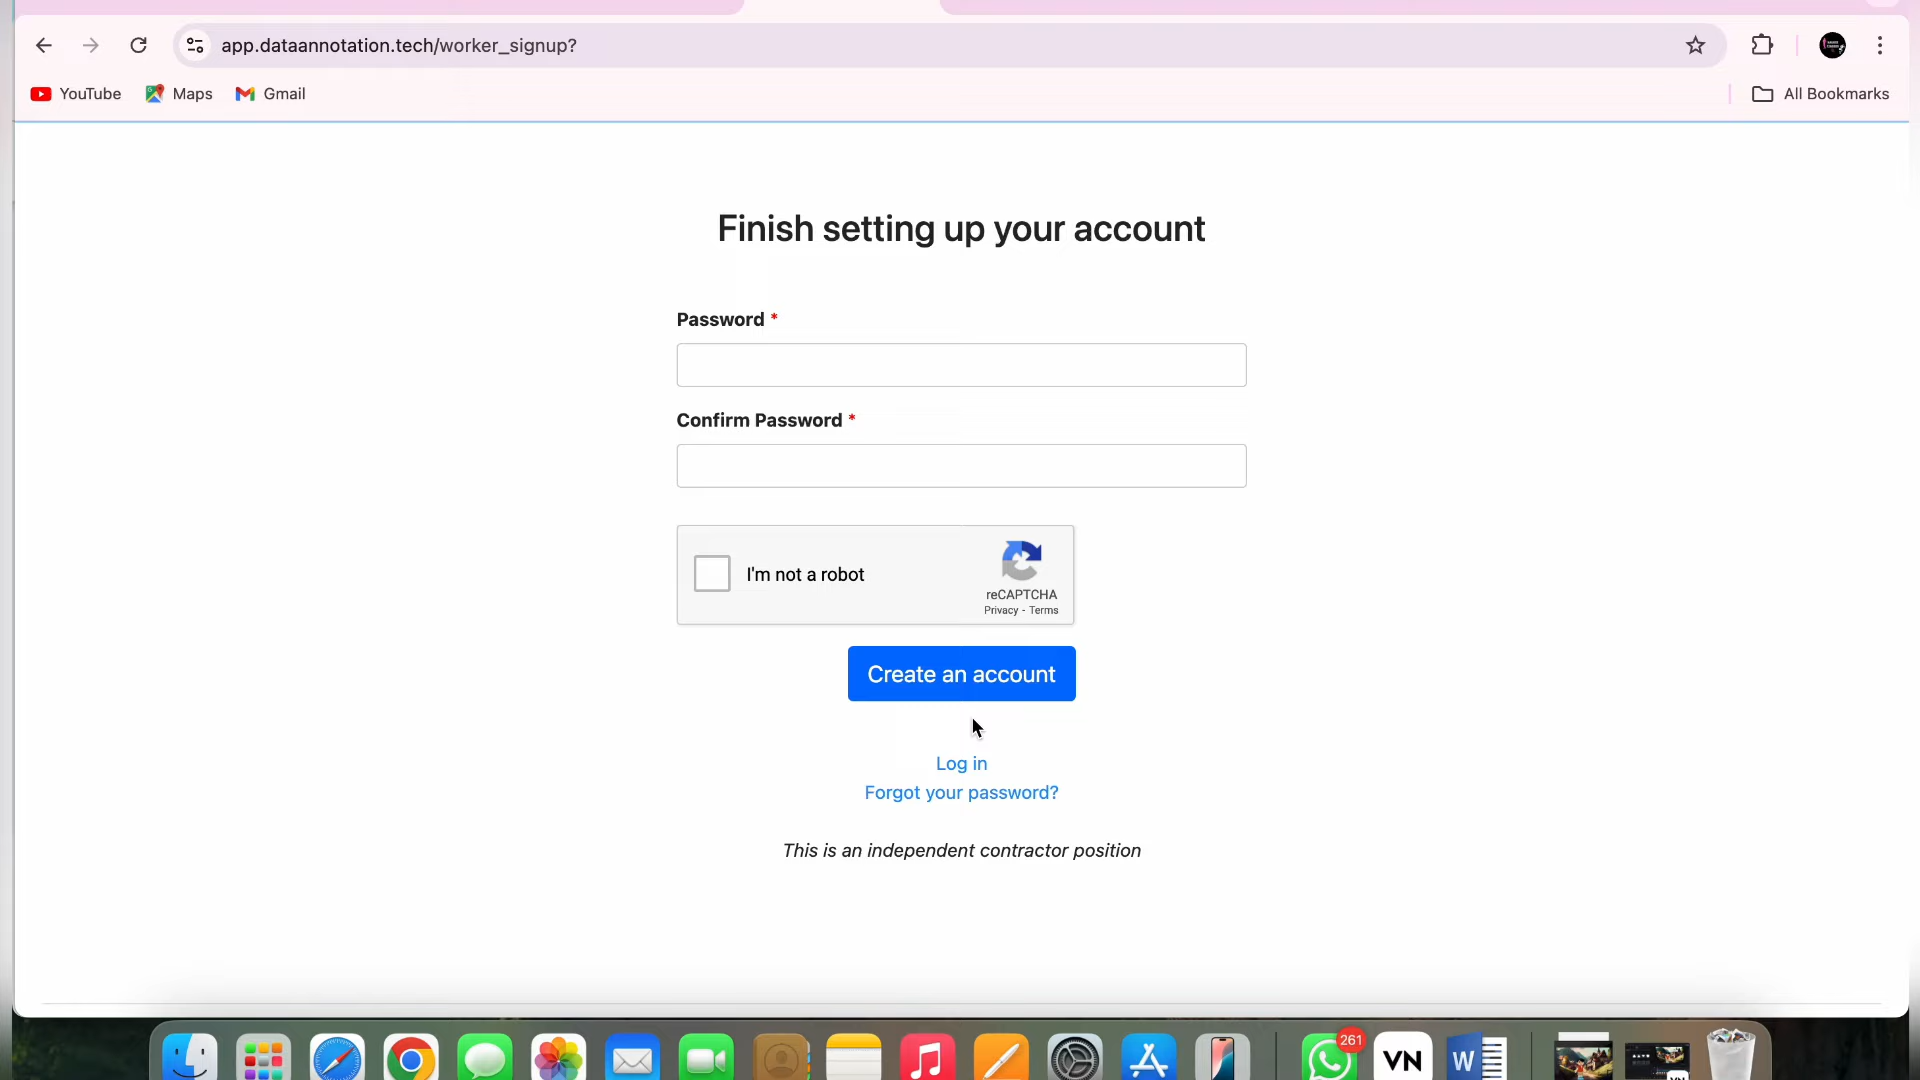 app.dataannotation.tech/worker_signup?
YouTube
Maps
Gmail
All Bookmarks
Finish setting up your account
Password *
Confirm Password *
I'm not a robot
reCAPTCHA
Privacy - Terms
Create an account
Log in
Forgot your password?
This is an independent contractor position
261
VN
W